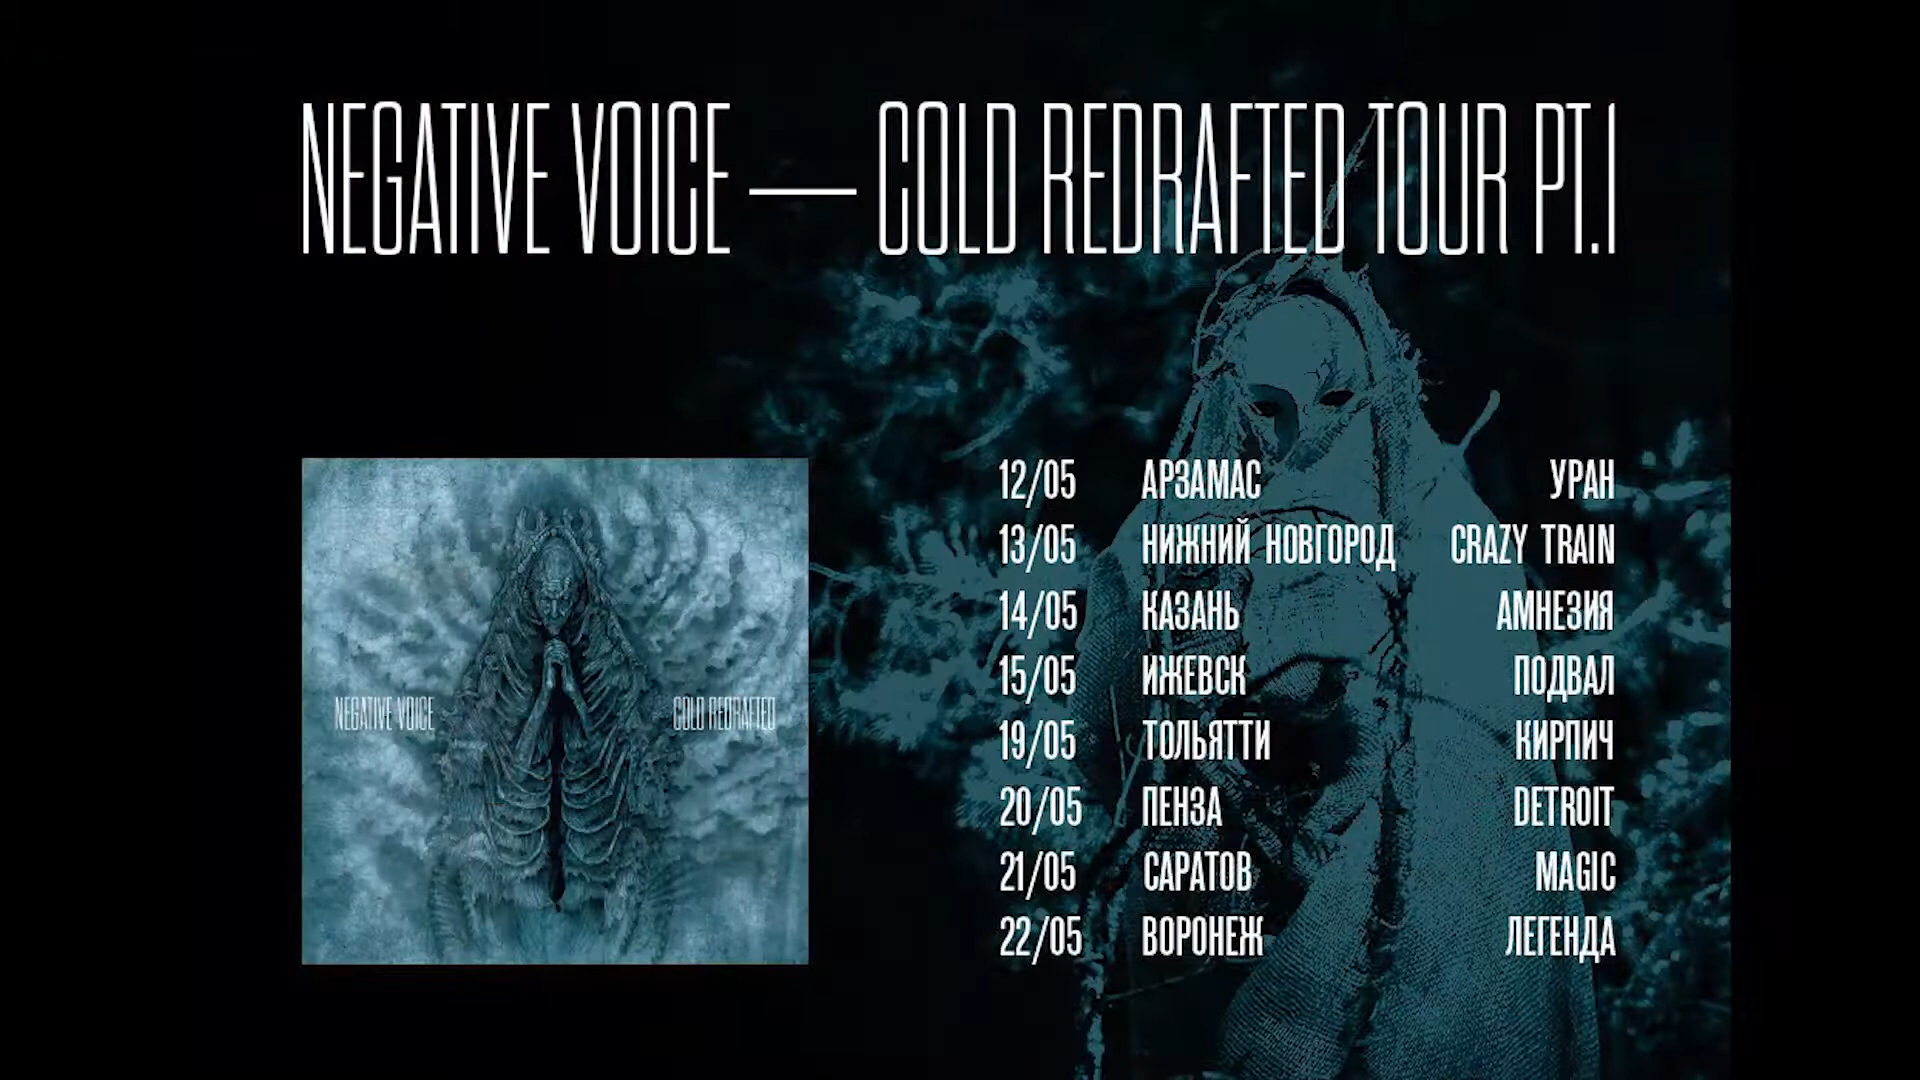 NEGATIVE VOICE — COLD REDRAFTED TOUR PT.1
NEGATIVE VOICE COLD REDRAFTED
12/05 АРЗАМАС УРАН
13/05 НИЖНИЙ НОВГОРОД CRAZY TRAIN
14/05 КАЗАНЬ АМНЕЗИЯ
15/05 ИЖЕВСК ПОДВАЛ
19/05 ТОЛЬЯТТИ КИРПИЧ
20/05 ПЕНЗА DETROIT
21/05 САРАТОВ MAGIC
22/05 ВОРОНЕЖ ЛЕГЕНДА